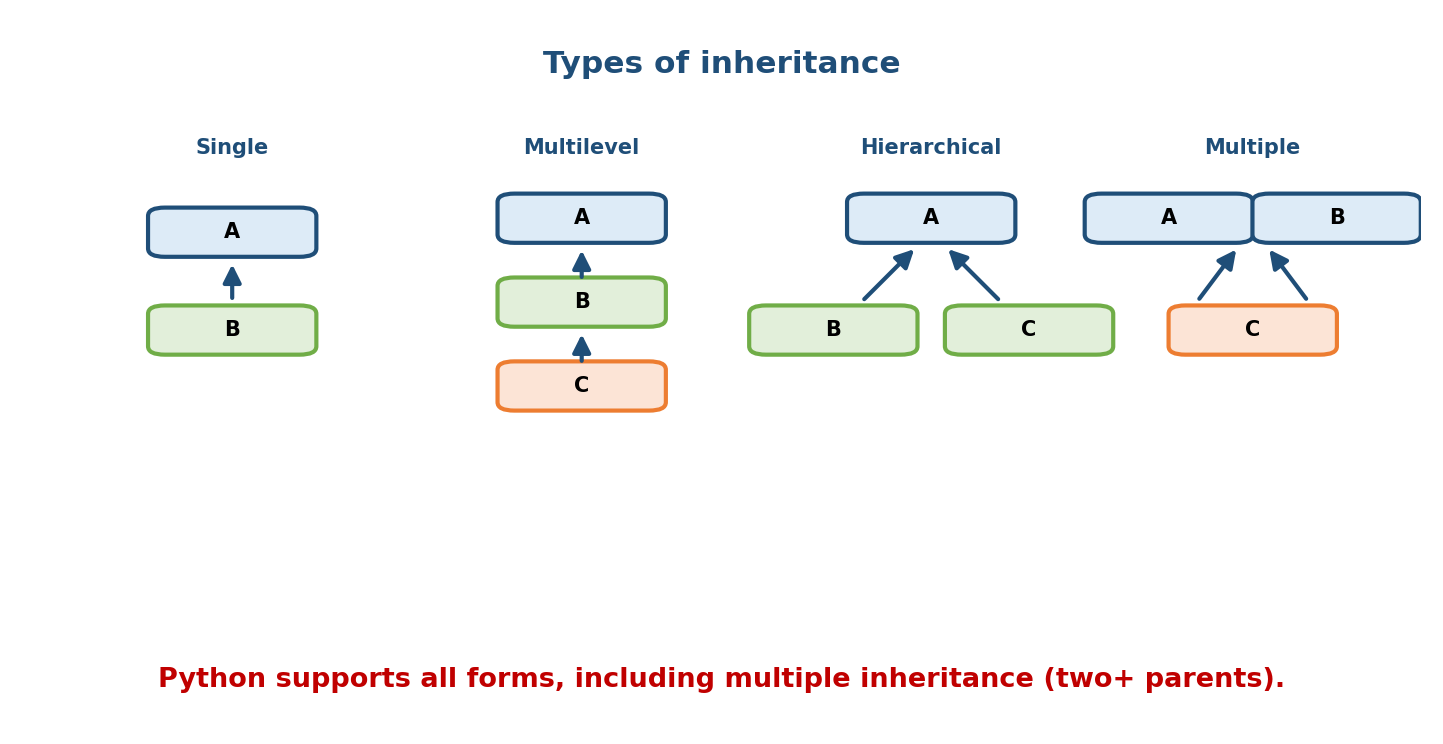 Types of inheritance
Single
Multilevel
Hierarchical
Multiple
A
B
A
B
C
A
B
C
A
B
C
Python supports all forms, including multiple inheritance (two+ parents).